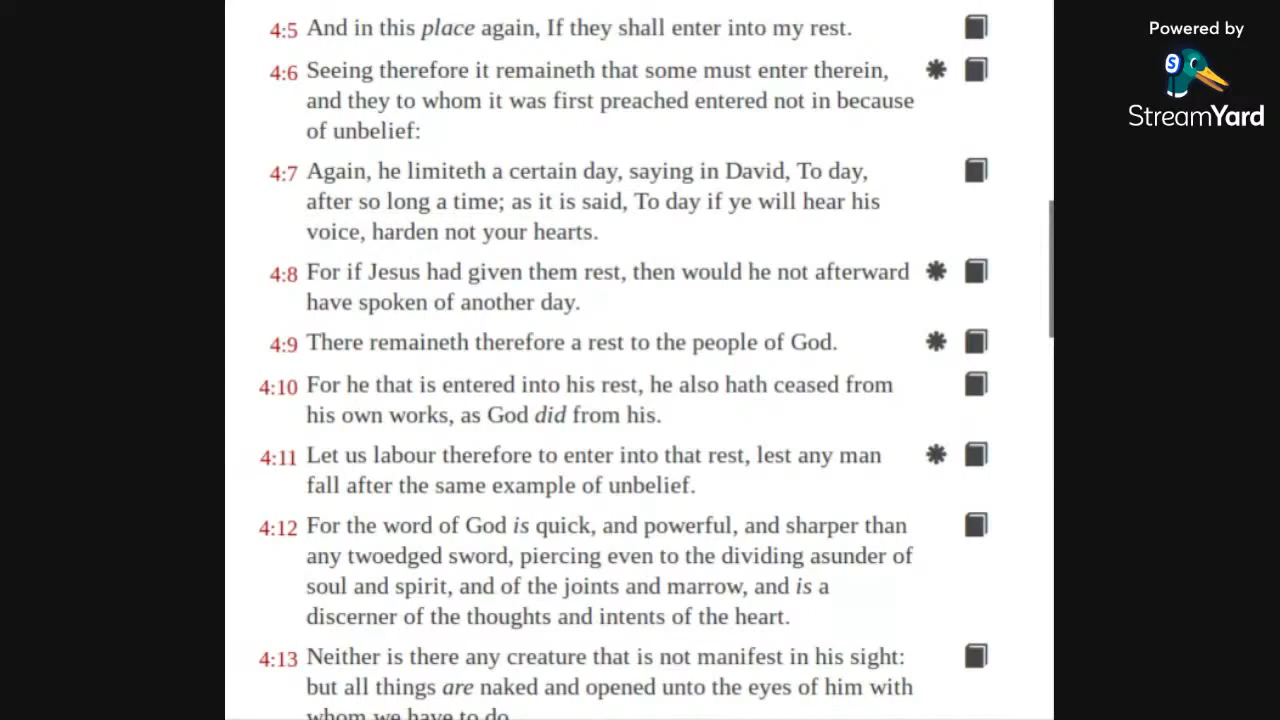 4:5 And in this place again, If they shall enter into my rest.
4:6 Seeing therefore it remaineth that some must enter therein,
and they to whom it was first preached entered not in because
of unbelief:
4:7 Again, he limiteth a certain day, saying in David, To day,
after so long a time; as it is said, To day if ye will hear his
voice, harden not your hearts.
4:8 For if Jesus had given them rest, then would he not afterward
have spoken of another day.
4:9 There remaineth therefore a rest to the people of God.
4:10 For he that is entered into his rest, he also hath ceased from
his own works, as God did from his.
4:11 Let us labour therefore to enter into that rest, lest any man
fall after the same example of unbelief.
4:12 For the word of God is quick, and powerful, and sharper than
any twoedged sword, piercing even to the dividing asunder of
soul and spirit, and of the joints and marrow, and is a
discerner of the thoughts and intents of the heart.
4:13 Neither is there any creature that is not manifest in his sight:
but all things are naked and opened unto the eyes of him with
whom we have to do
Powered by
S
StreamYard